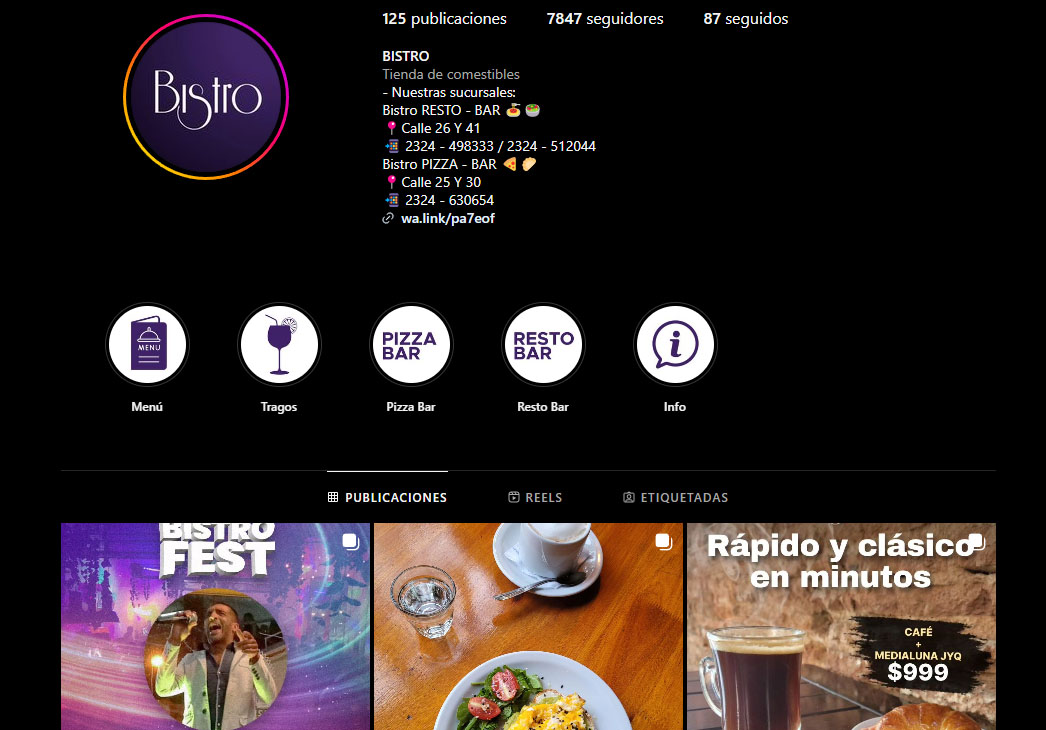 Bistro
125 publicaciones 7847 seguidores 87 seguidos
BISTRO
Tienda de comestibles
- Nuestras sucursales:
Bistro RESTO - BAR 🍝🥗
📍Calle 26 Y 41
📲 2324 - 498333 / 2324 - 512044
Bistro PIZZA - BAR 🍕🥟
📍Calle 25 Y 30
📲 2324 - 630654
wa.link/pa7eof
MENU
PIZZA
BAR
RESTO
BAR
i
Menú Tragos Pizza Bar Resto Bar Info
PUBLICACIONES REELS ETIQUETADAS
BISTRO
FEST
Rápido y clásico
en minutos
CAFÉ
+
MEDIALUNA JYQ
$999